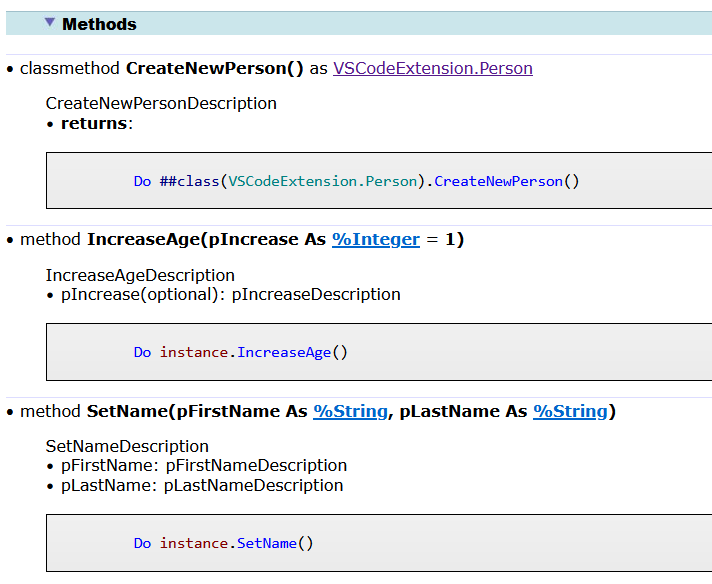 Methods
• classmethod CreateNewPerson() as VSCodeExtension.Person
CreateNewPersonDescription
• returns:
Do ##class(VSCodeExtension.Person).CreateNewPerson()
• method IncreaseAge(pIncrease As %Integer = 1)
IncreaseAgeDescription
• pIncrease(optional): pIncreaseDescription
Do instance.IncreaseAge()
• method SetName(pFirstName As %String, pLastName As %String)
SetNameDescription
• pFirstName: pFirstNameDescription
• pLastName: pLastNameDescription
Do instance.SetName()